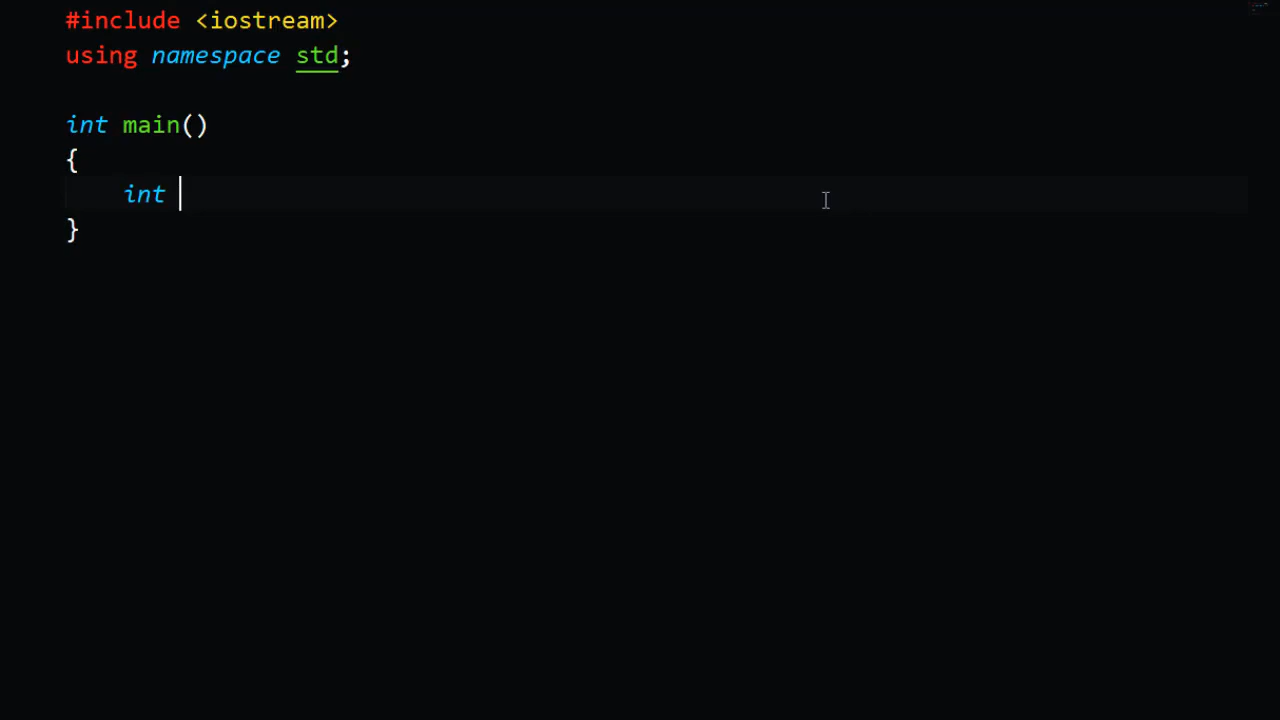 #include <iostream>
using namespace std;
int main()
{
    int
}